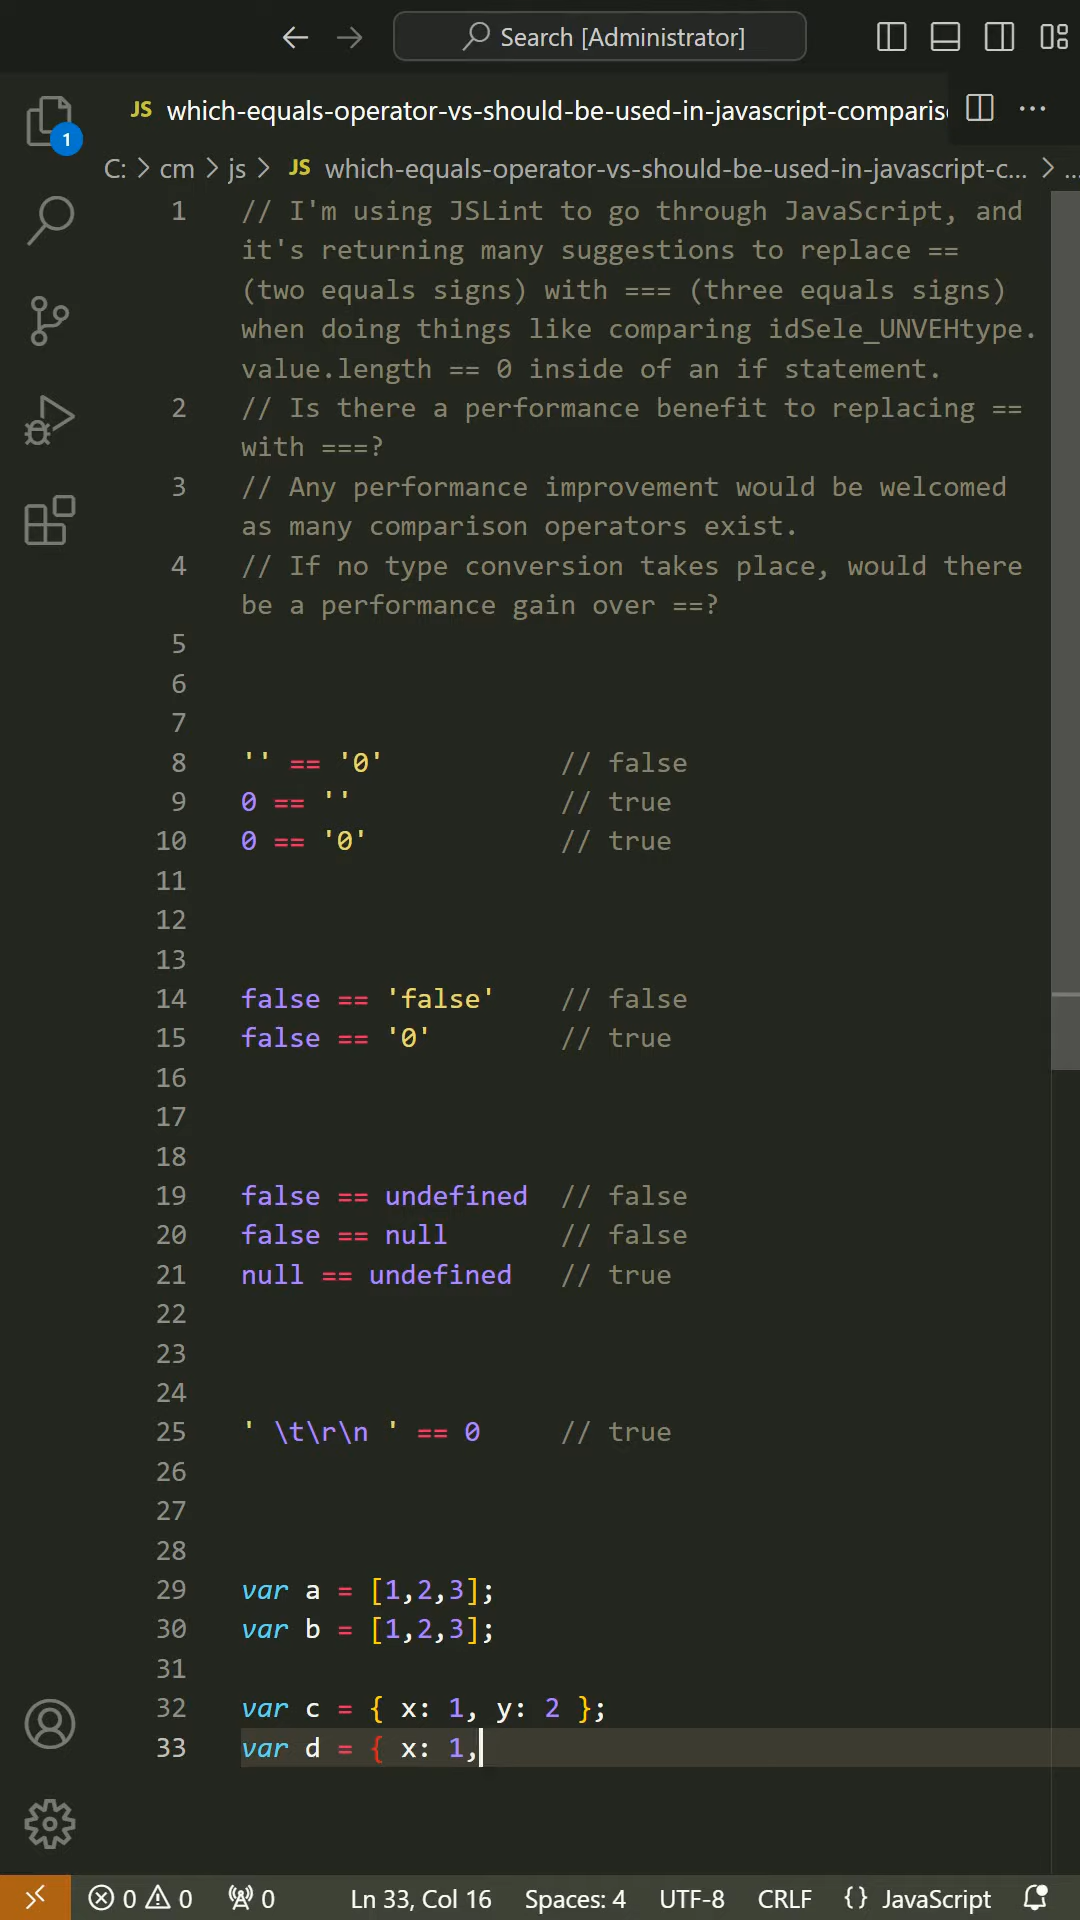 Search [Administrator]
JS which-equals-operator-vs-should-be-used-in-javascript-comparis
···
1
C: > cm > js > JS which-equals-operator-vs-should-be-used-in-javascript-c... > ...
1 // I'm using JSLint to go through JavaScript, and
it's returning many suggestions to replace ==
(two equals signs) with === (three equals signs)
when doing things like comparing idSele_UNVEHtype.
value.length == 0 inside of an if statement.
2 // Is there a performance benefit to replacing ==
with ===?
3 // Any performance improvement would be welcomed
as many comparison operators exist.
4 // If no type conversion takes place, would there
be a performance gain over ==?
5
6
7
8 '' == '0' // false
9 0 == '' // true
10 0 == '0' // true
11
12
13
14 false == 'false' // false
15 false == '0' // true
16
17
18
19 false == undefined // false
20 false == null // false
21 null == undefined // true
22
23
24
25 ' \t\r\n ' == 0 // true
26
27
28
29 var a = [1,2,3];
30 var b = [1,2,3];
31
32 var c = { x: 1, y: 2 };
33 var d = { x: 1,
0 0 0 Ln 33, Col 16 Spaces: 4 UTF-8 CRLF {} JavaScript